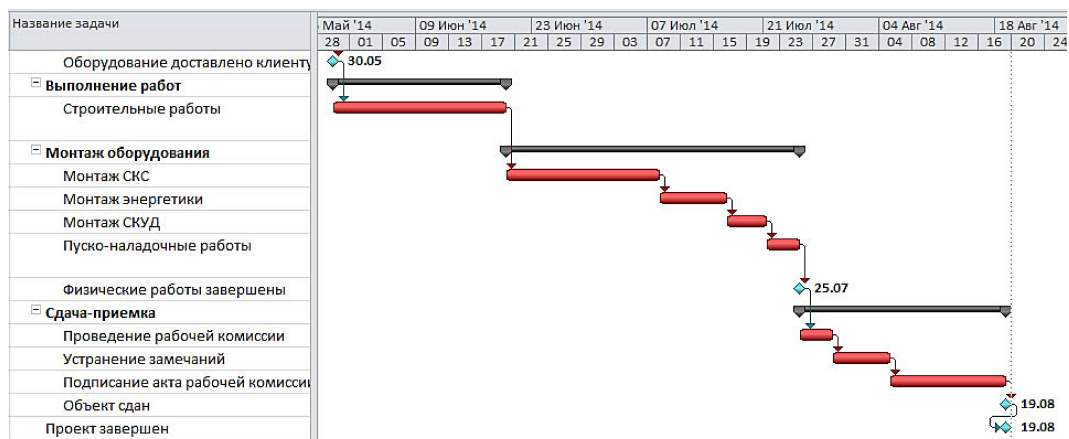 Название задачи
Май '14 09 Июн '14 23 Июн '14 07 Июл '14 21 Июл '14 04 Авг '14 18 Авг '14
28 01 05 09 13 17 21 25 29 03 07 11 15 19 23 27 31 04 08 12 16 20 24
Оборудование доставлено клиенту 30.05
Выполнение работ
Строительные работы
Монтаж оборудования
Монтаж СКС
Монтаж энергетики
Монтаж СКУД
Пуско-наладочные работы
Физические работы завершены 25.07
Сдача-приемка
Проведение рабочей комиссии
Устранение замечаний
Подписание акта рабочей комиссии
Объект сдан 19.08
Проект завершен 19.08